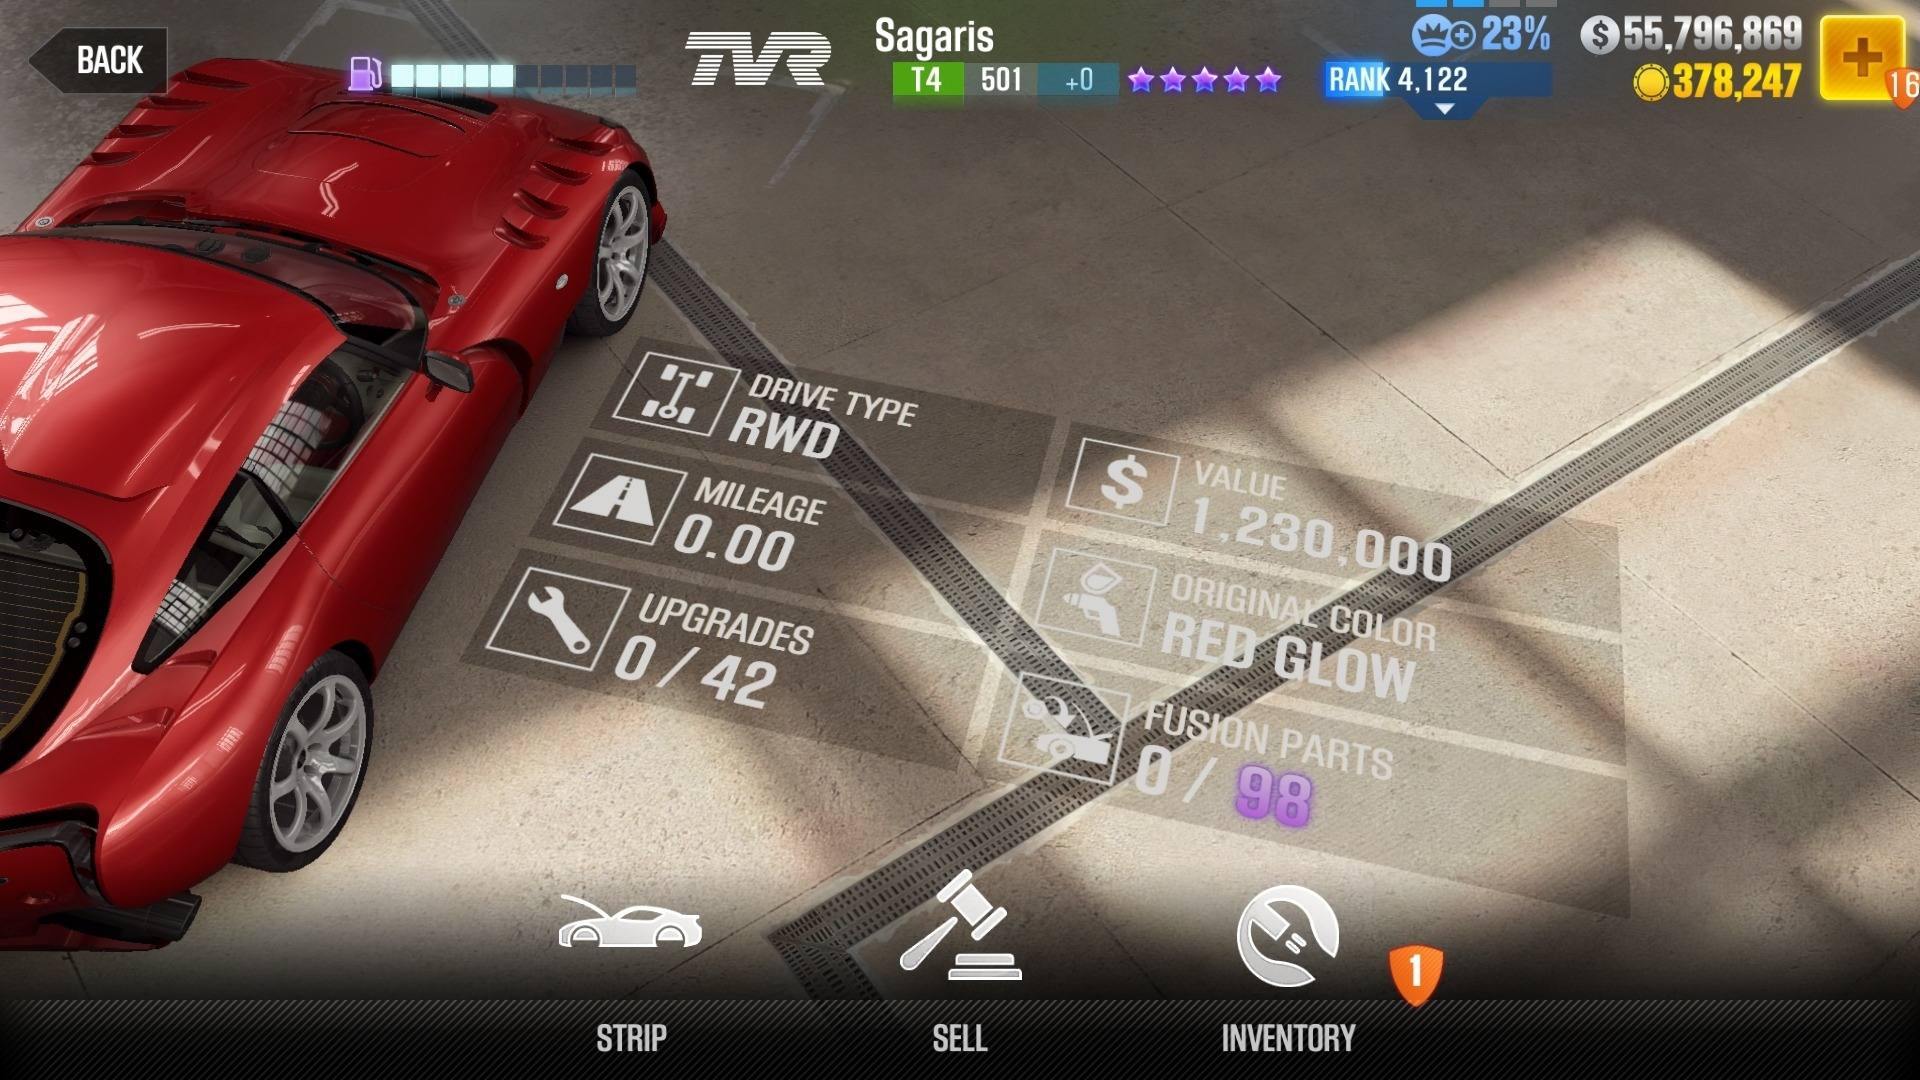 BACK
TVR
Sagaris
T4 501 +0
23%
RANK 4,122
55,796,869
378,247
16
DRIVE TYPE
RWD
MILEAGE
0.00
UPGRADES
0 / 42
VALUE
1,230,000
ORIGINAL COLOR
RED GLOW
FUSION PARTS
0 / 98
1
STRIP
SELL
INVENTORY